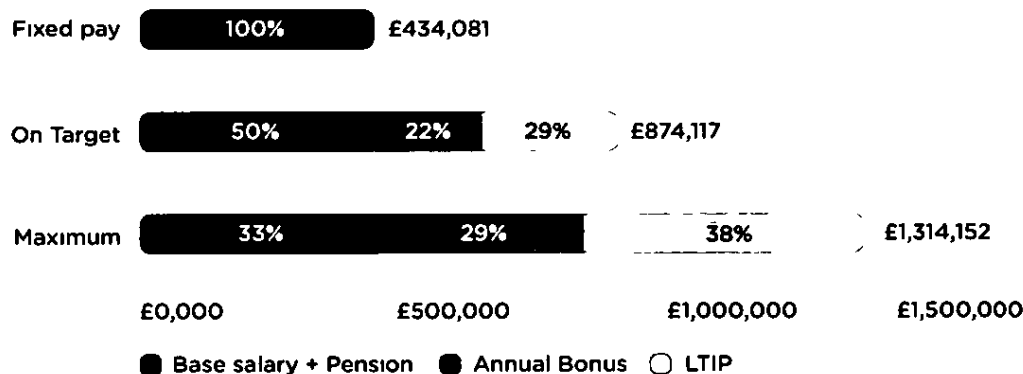 Fixed pay 100% £434,081
On Target 50% 22% 29% £874,117
Maximum 33% 29% 38% £1,314,152
£0,000 £500,000 £1,000,000 £1,500,000
Base salary + Pension Annual Bonus LTIP